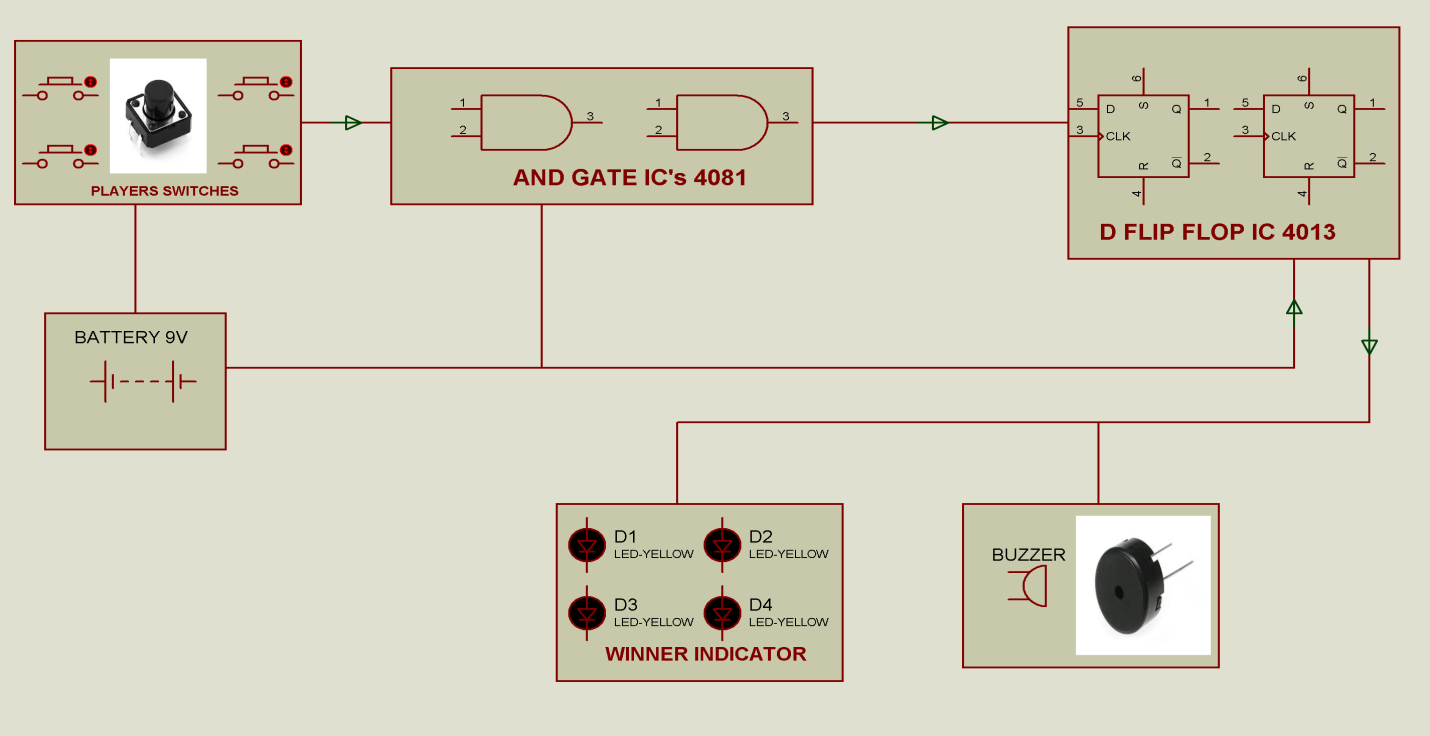 PLAYERS SWITCHES
1
2
3
1
2
3
AND GATE IC's 4081
6
5
D
S
Q
1
3
CLK
R
Q
2
4
6
5
D
S
Q
1
3
CLK
R
Q
2
4
D FLIP FLOP IC 4013
BATTERY 9V
D1
LED-YELLOW
D2
LED-YELLOW
D3
LED-YELLOW
D4
LED-YELLOW
WINNER INDICATOR
BUZZER